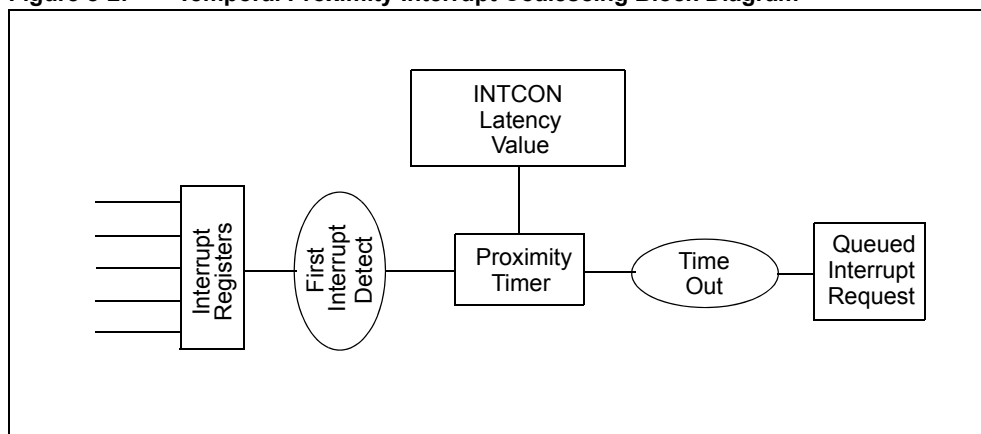 Temporal Proximity Interrupt Coalescing Block Diagram
INTCON
Latency
Value
Interrupt
Registers
First
Interrupt
Detect
Proximity
Timer
Time
Out
Queued
Interrupt
Request